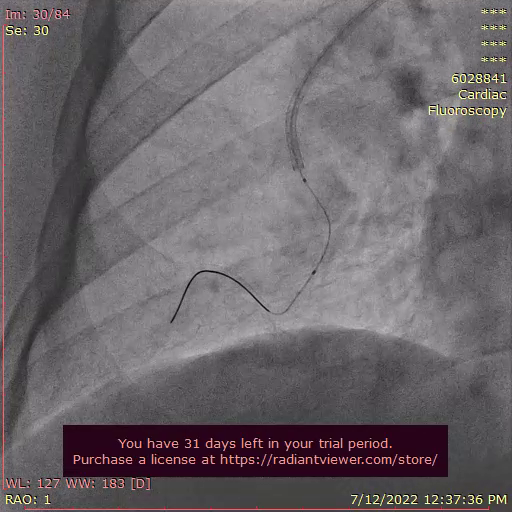 Im: 30/84
Se: 30
***
***
***
***
6028841
Cardiac
Fluoroscopy
You have 31 days left in your trial period.
Purchase a license at https://radiantviewer.com/store/
WL: 127 WW: 183 [D]
RAO: 1
7/12/2022 12:37:36 PM